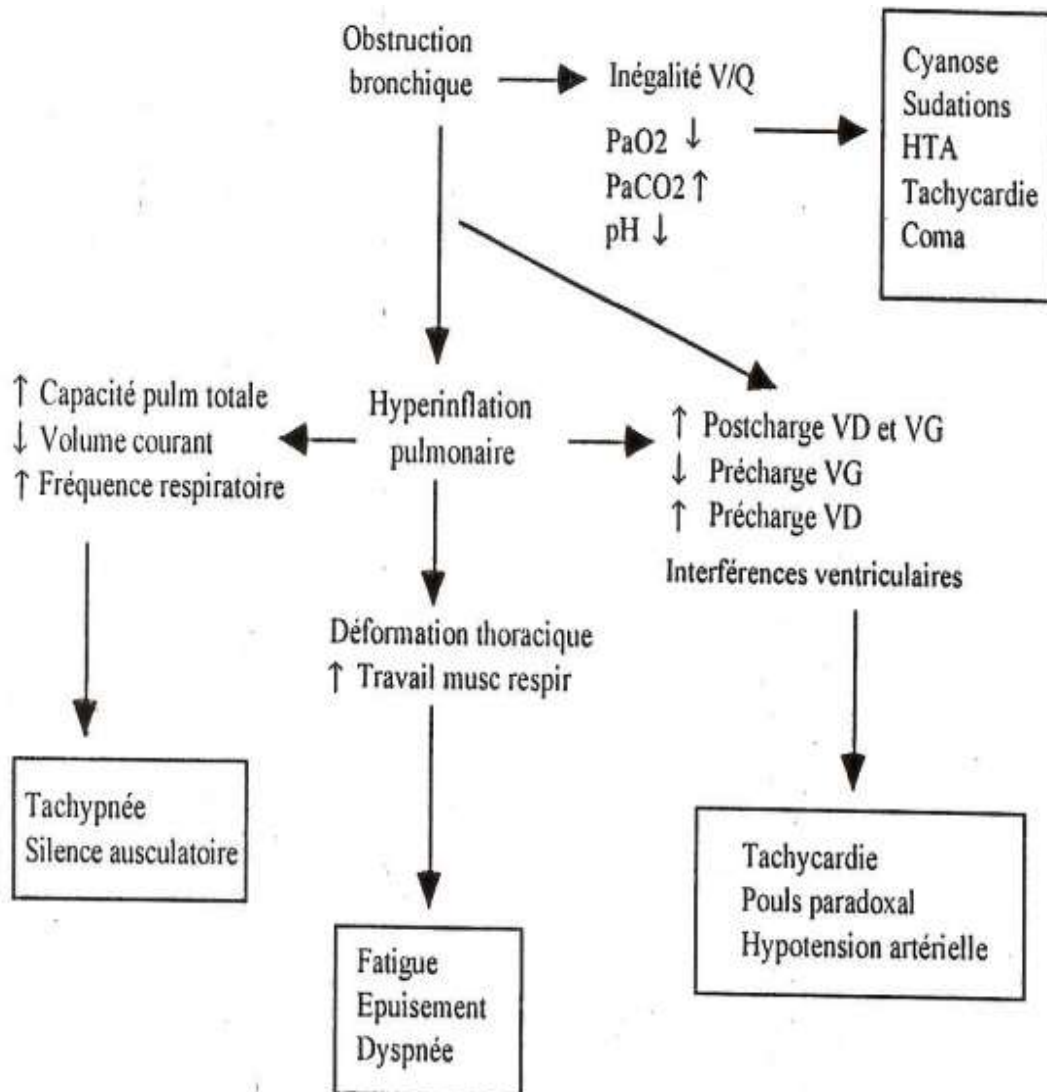 Obstruction
bronchique
Inégalité V/Q
PaO2 ↓
PaCO2 ↑
pH ↓
Cyanose
Sudations
HTA
Tachycardie
Coma
↑ Capacité pulm totale
↓ Volume courant
↑ Fréquence respiratoire
Hyperinflation
pulmonaire
↑ Postcharge VD et VG
↓ Précharge VG
↑ Précharge VD
Interférences ventriculaires
Déformation thoracique
↑ Travail musc respir
Tachypnée
Silence ausculatoire
Tachycardie
Pouls paradoxal
Hypotension artérielle
Fatigue
Epuisement
Dyspnée